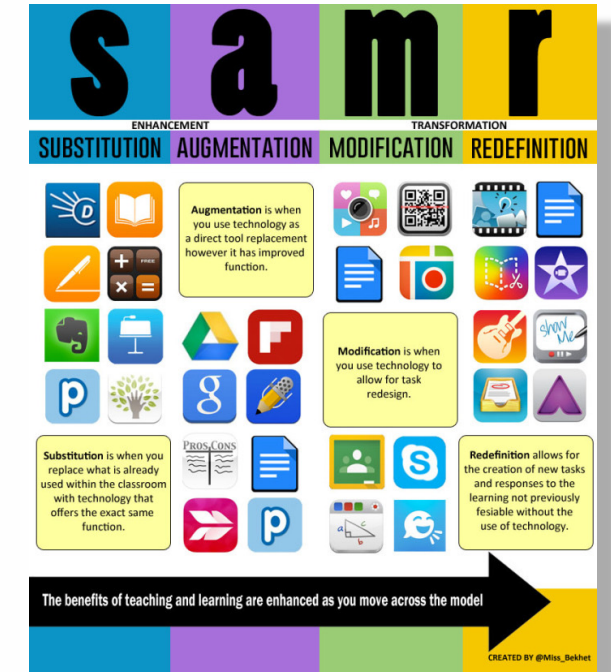 samr
ENHANCEMENT TRANSFORMATION
SUBSTITUTION AUGMENTATION MODIFICATION REDEFINITION
Augmentation is when
you use technology as
a direct tool replacement
however it has improved
function.
D
FREE
Modification is when
you use technology to
allow for task
redesign.
Show
Me
p
g
Substitution is when you
replace what is already
used within the classroom
with technology that
offers the exact same
function.
PROS CONS
p
S
a
c
b
Redefinition allows for
the creation of new tasks
and responses to the
learning not previously
fesiable without the
use of technology.
The benefits of teaching and learning are enhanced as you move across the model
CREATED BY @Miss_Bekhet